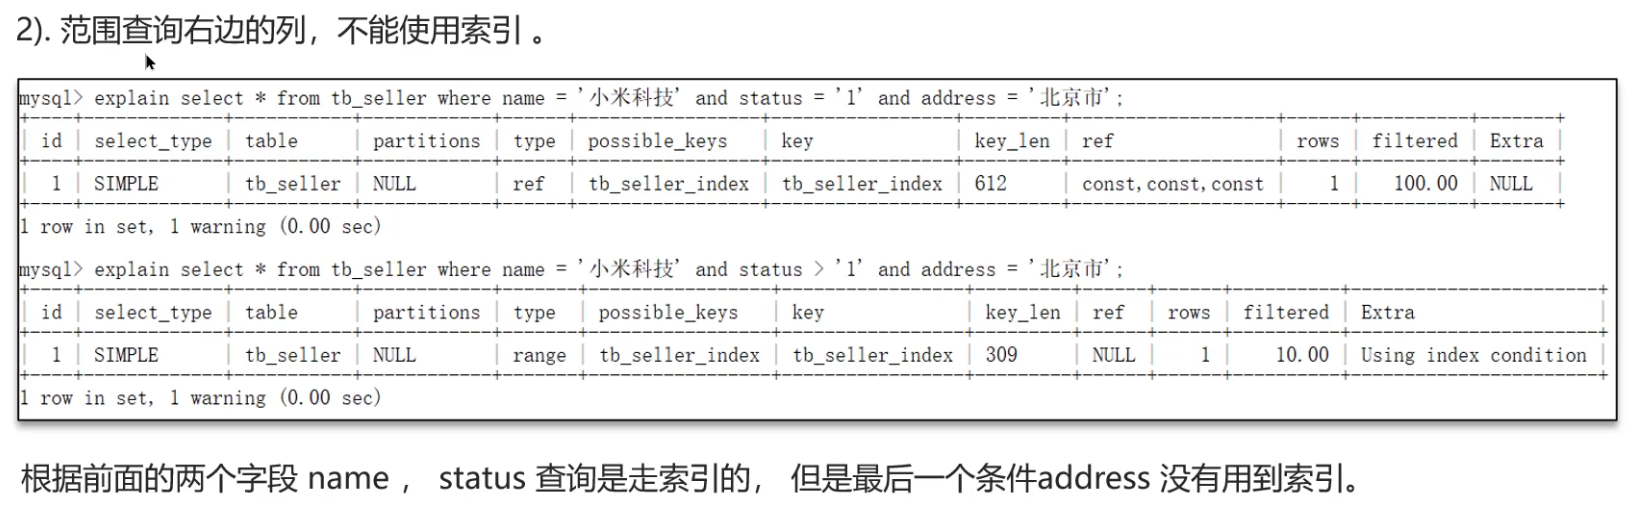 2). 范围查询右边的列，不能使用索引 。
mysql> explain select * from tb_seller where name = '小米科技' and status = '1' and address = '北京市';
+----+-------------+-----------+------------+------+-----------------+-----------------+---------+-------------------+------+----------+-------+
| id | select_type | table | partitions | type | possible_keys | key | key_len | ref | rows | filtered | Extra |
+----+-------------+-----------+------------+------+-----------------+-----------------+---------+-------------------+------+----------+-------+
| 1 | SIMPLE | tb_seller | NULL | ref | tb_seller_index | tb_seller_index | 612 | const,const,const | 1 | 100.00 | NULL |
+----+-------------+-----------+------------+------+-----------------+-----------------+---------+-------------------+------+----------+-------+
1 row in set, 1 warning (0.00 sec)
mysql> explain select * from tb_seller where name = '小米科技' and status > '1' and address = '北京市';
+----+-------------+-----------+------------+-------+-----------------+-----------------+---------+------+------+----------+-----------------------+
| id | select_type | table | partitions | type | possible_keys | key | key_len | ref | rows | filtered | Extra |
+----+-------------+-----------+------------+-------+-----------------+-----------------+---------+------+------+----------+-----------------------+
| 1 | SIMPLE | tb_seller | NULL | range | tb_seller_index | tb_seller_index | 309 | NULL | 1 | 10.00 | Using index condition |
+----+-------------+-----------+------------+-------+-----------------+-----------------+---------+------+------+----------+-----------------------+
1 row in set, 1 warning (0.00 sec)
根据前面的两个字段 name ， status 查询是走索引的， 但是最后一个条件address 没有用到索引。